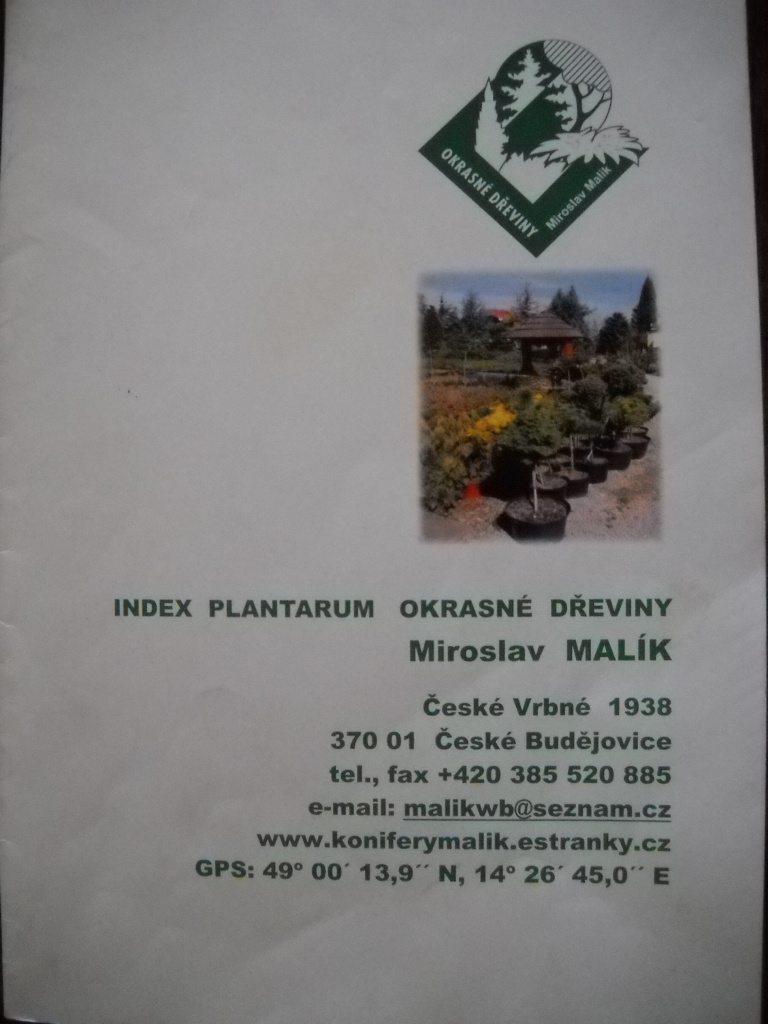 OKRASNÉ DŘEVINY
Miroslav Malík
INDEX PLANTARUM OKRASNÉ DŘEVINY
Miroslav MALÍK
České Vrbné 1938
370 01 České Budějovice
tel., fax +420 385 520 885
e-mail: malikwb@seznam.cz
www.koniferymalik.estranky.cz
GPS: 49° 00´ 13,9´´ N, 14° 26´ 45,0´´ E